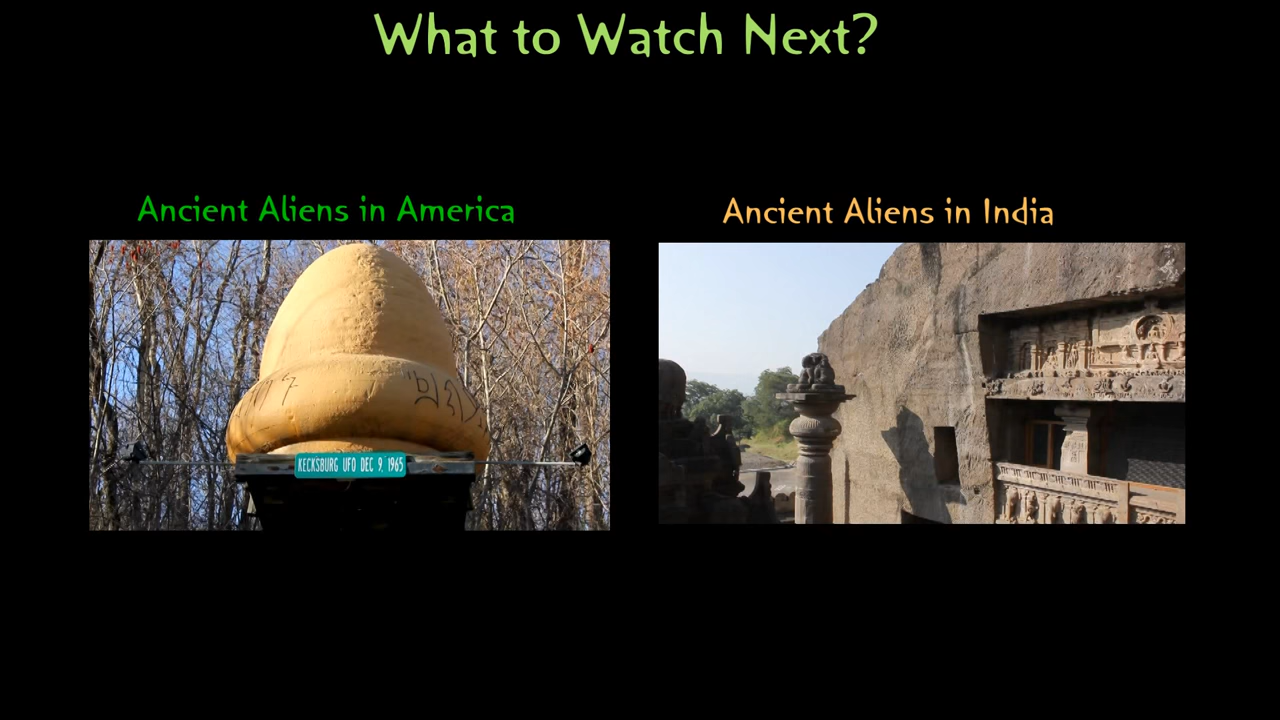 What to Watch Next?
Ancient Aliens in America
Ancient Aliens in India
KECKSBURG UFO DEC 9, 1965